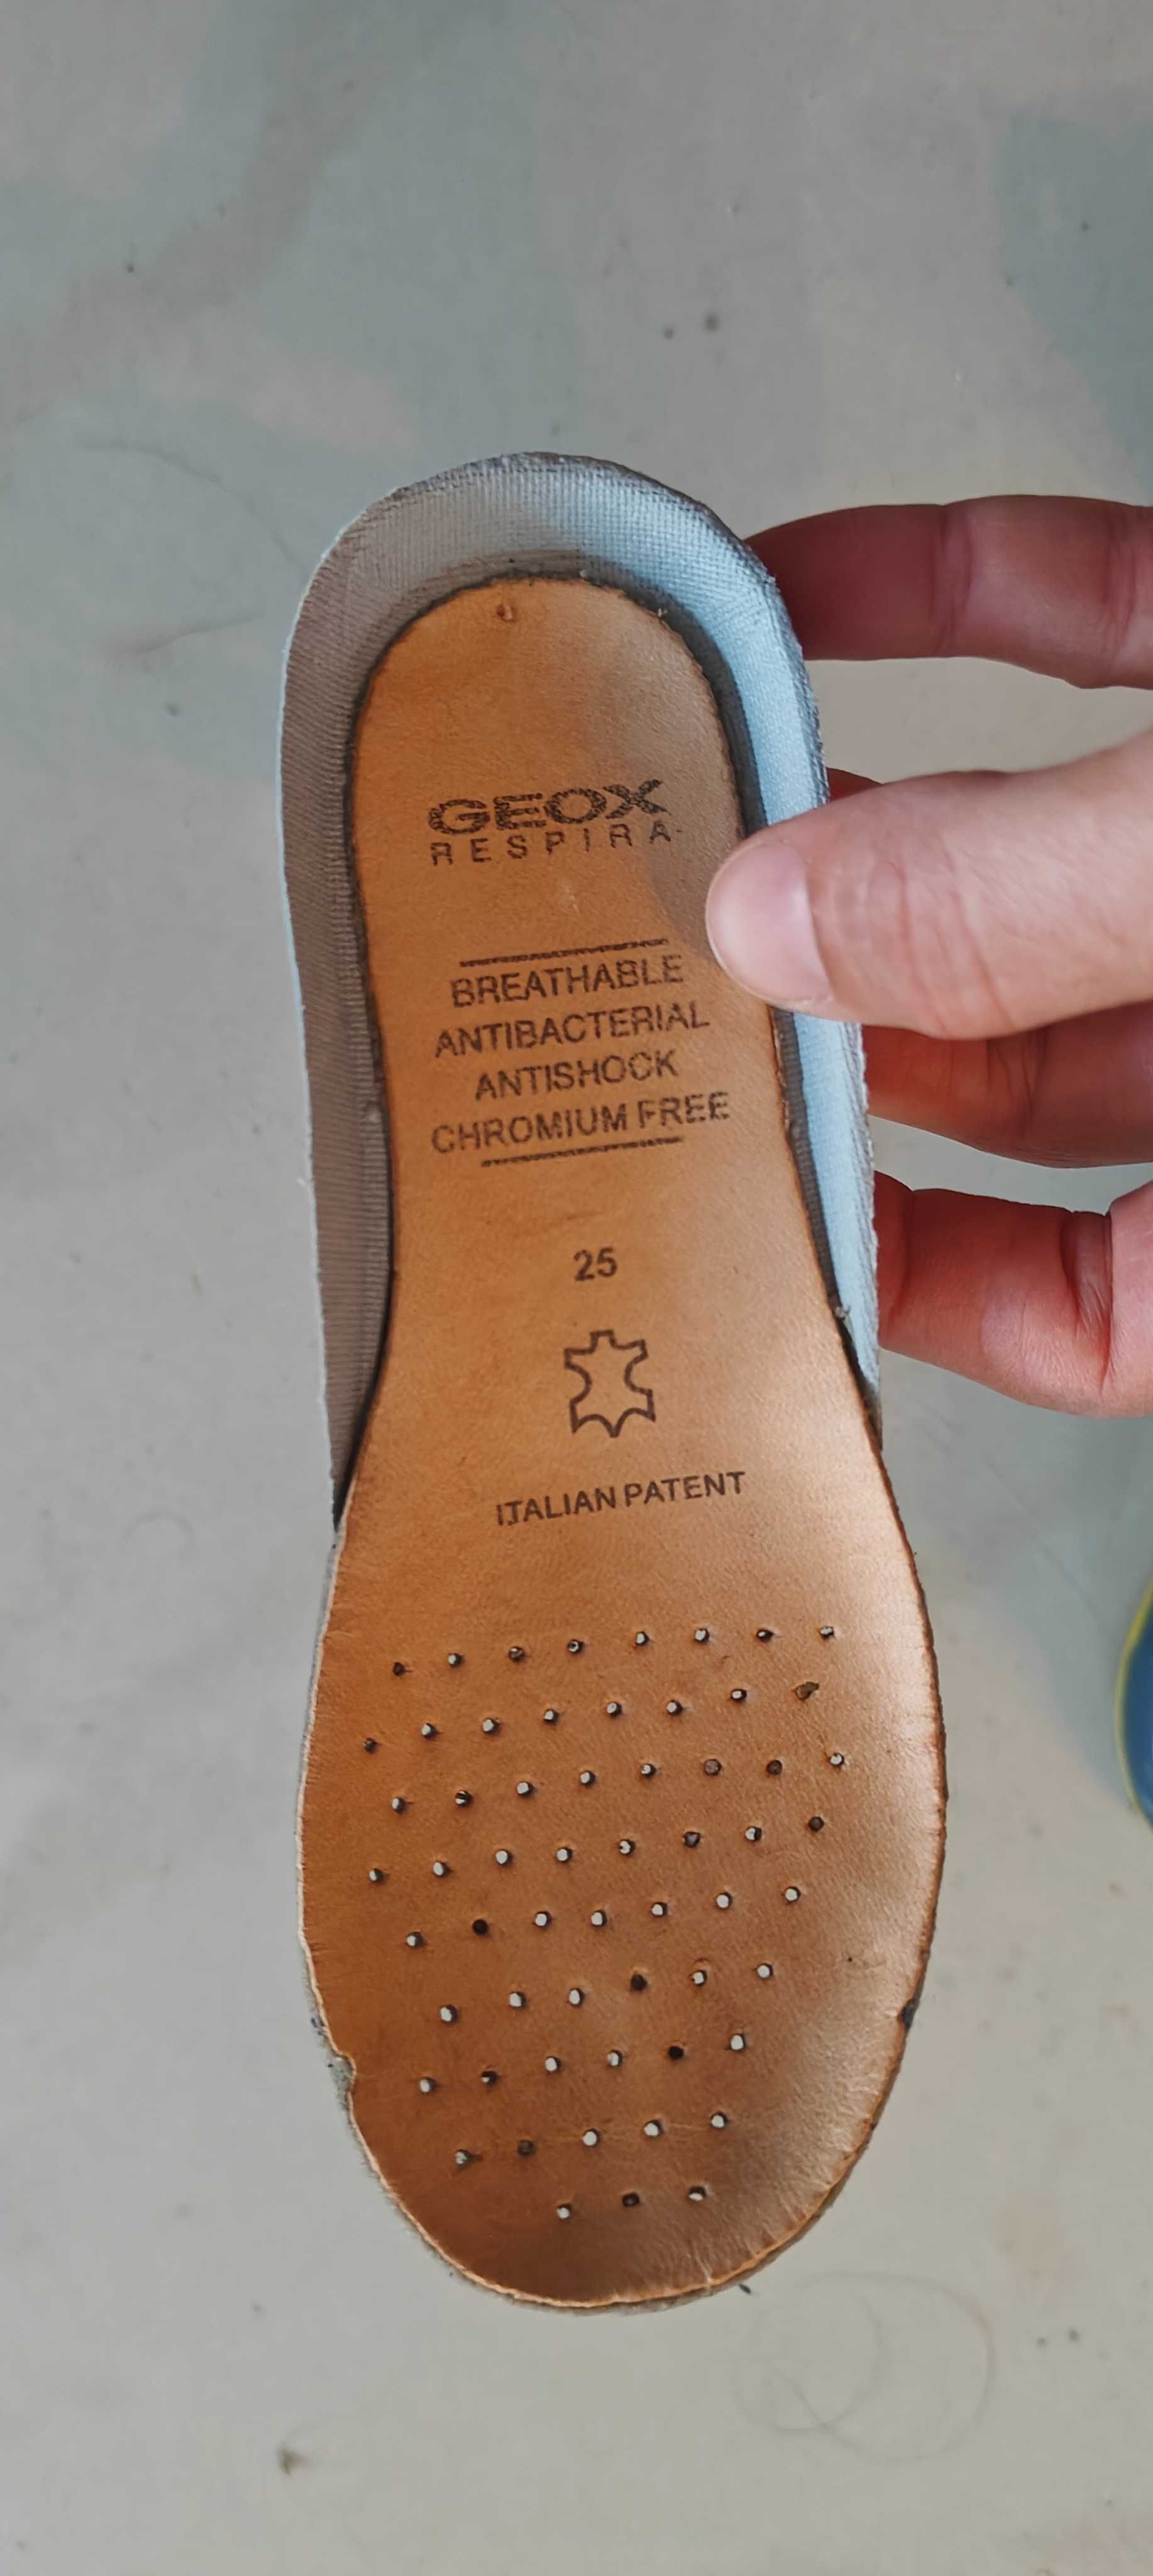 GEOX
RESPIRA
BREATHABLE
ANTIBACTERIAL
ANTISHOCK
CHROMIUM FREE
25
ITALIAN PATENT